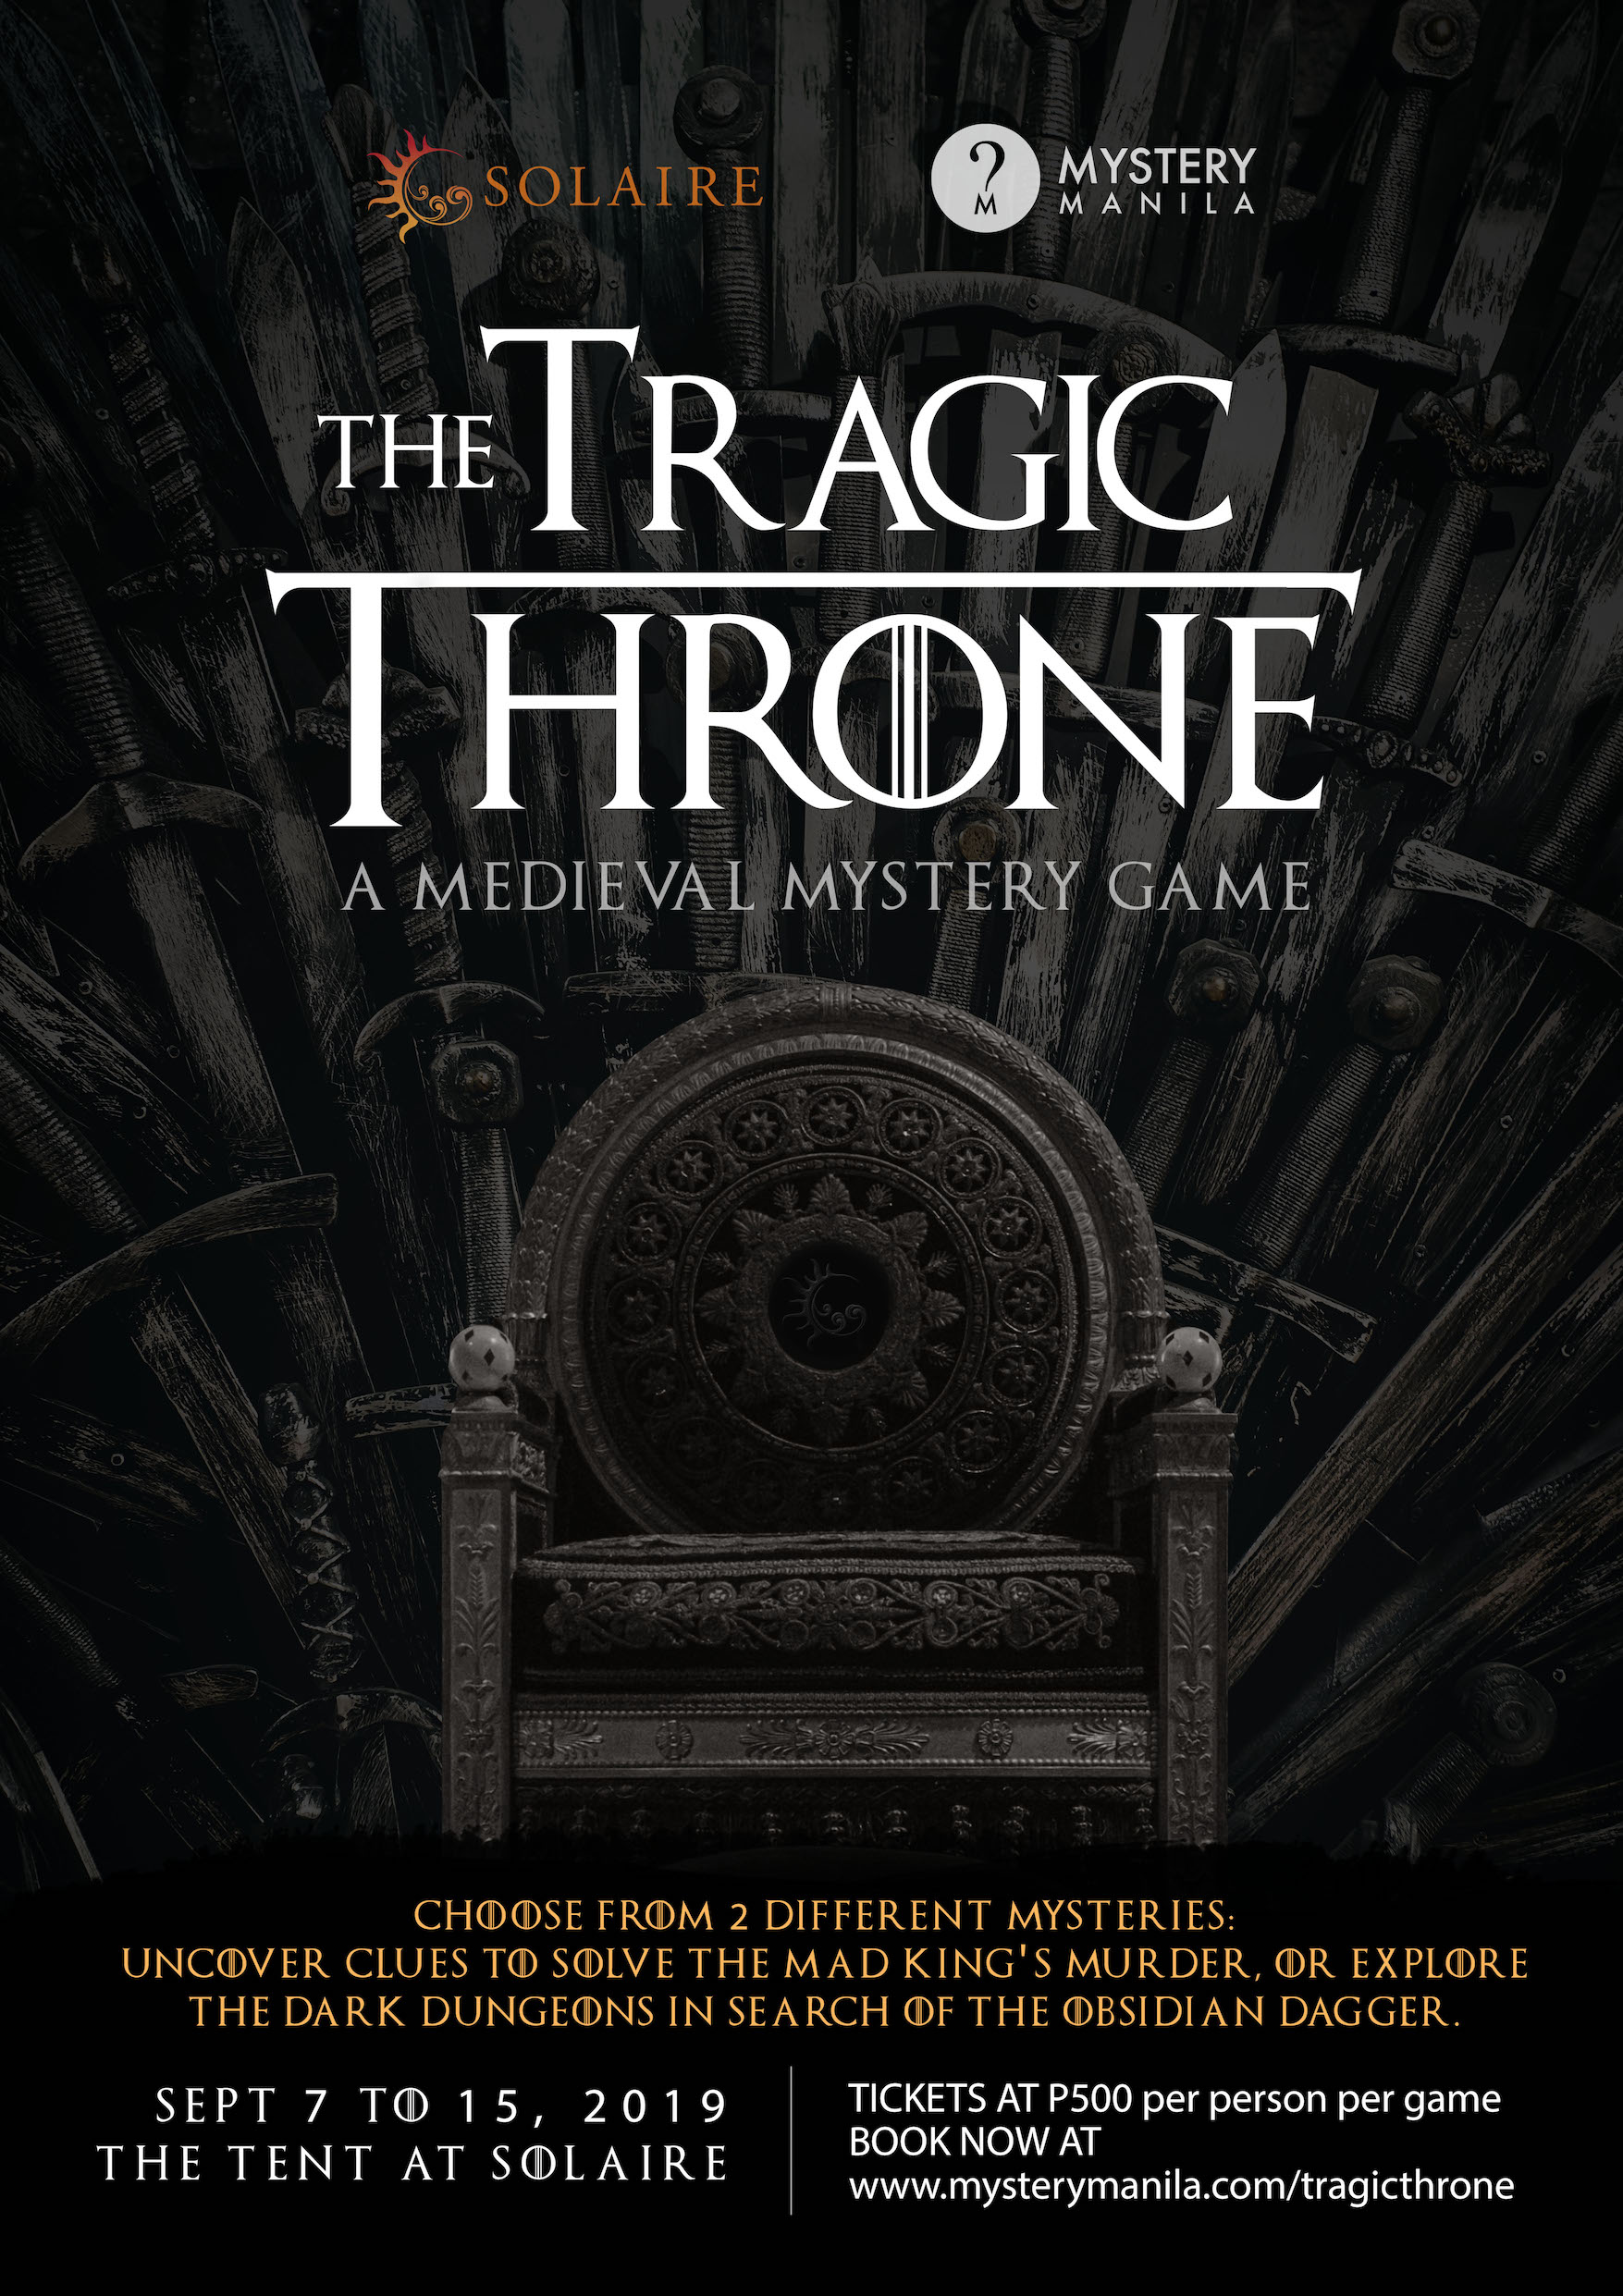 SOLAIRE
?
M
MYSTERY
MANILA
THE TRAGIC
THRONE
A MEDIEVAL MYSTERY GAME
CHOOSE FROM 2 DIFFERENT MYSTERIES:
UNCOVER CLUES TO SOLVE THE MAD KING'S MURDER, OR EXPLORE
THE DARK DUNGEONS IN SEARCH OF THE OBSIDIAN DAGGER.
SEPT 7 TO 15, 2019
THE TENT AT SOLAIRE
TICKETS AT P500 per person per game
BOOK NOW AT
www.mysterymanila.com/tragicthrone